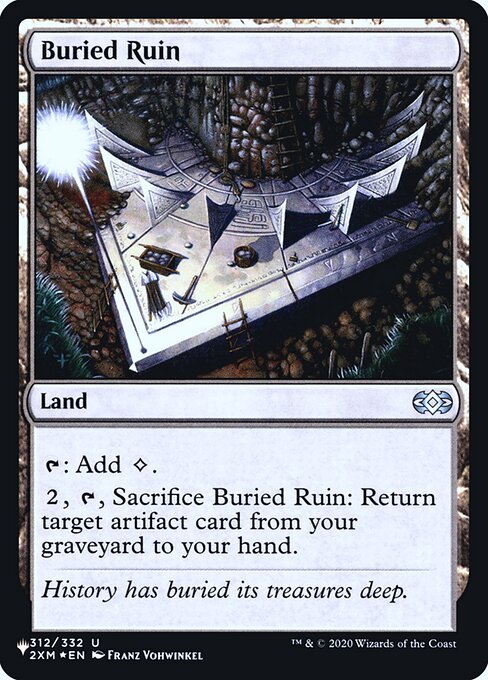 Buried Ruin
Land
: Add .
2, , Sacrifice Buried Ruin: Return
target artifact card from your
graveyard to your hand.
History has buried its treasures deep.
312/332 U
2XM ★ EN Franz Vohwinkel
™ & © 2020 Wizards of the Coast